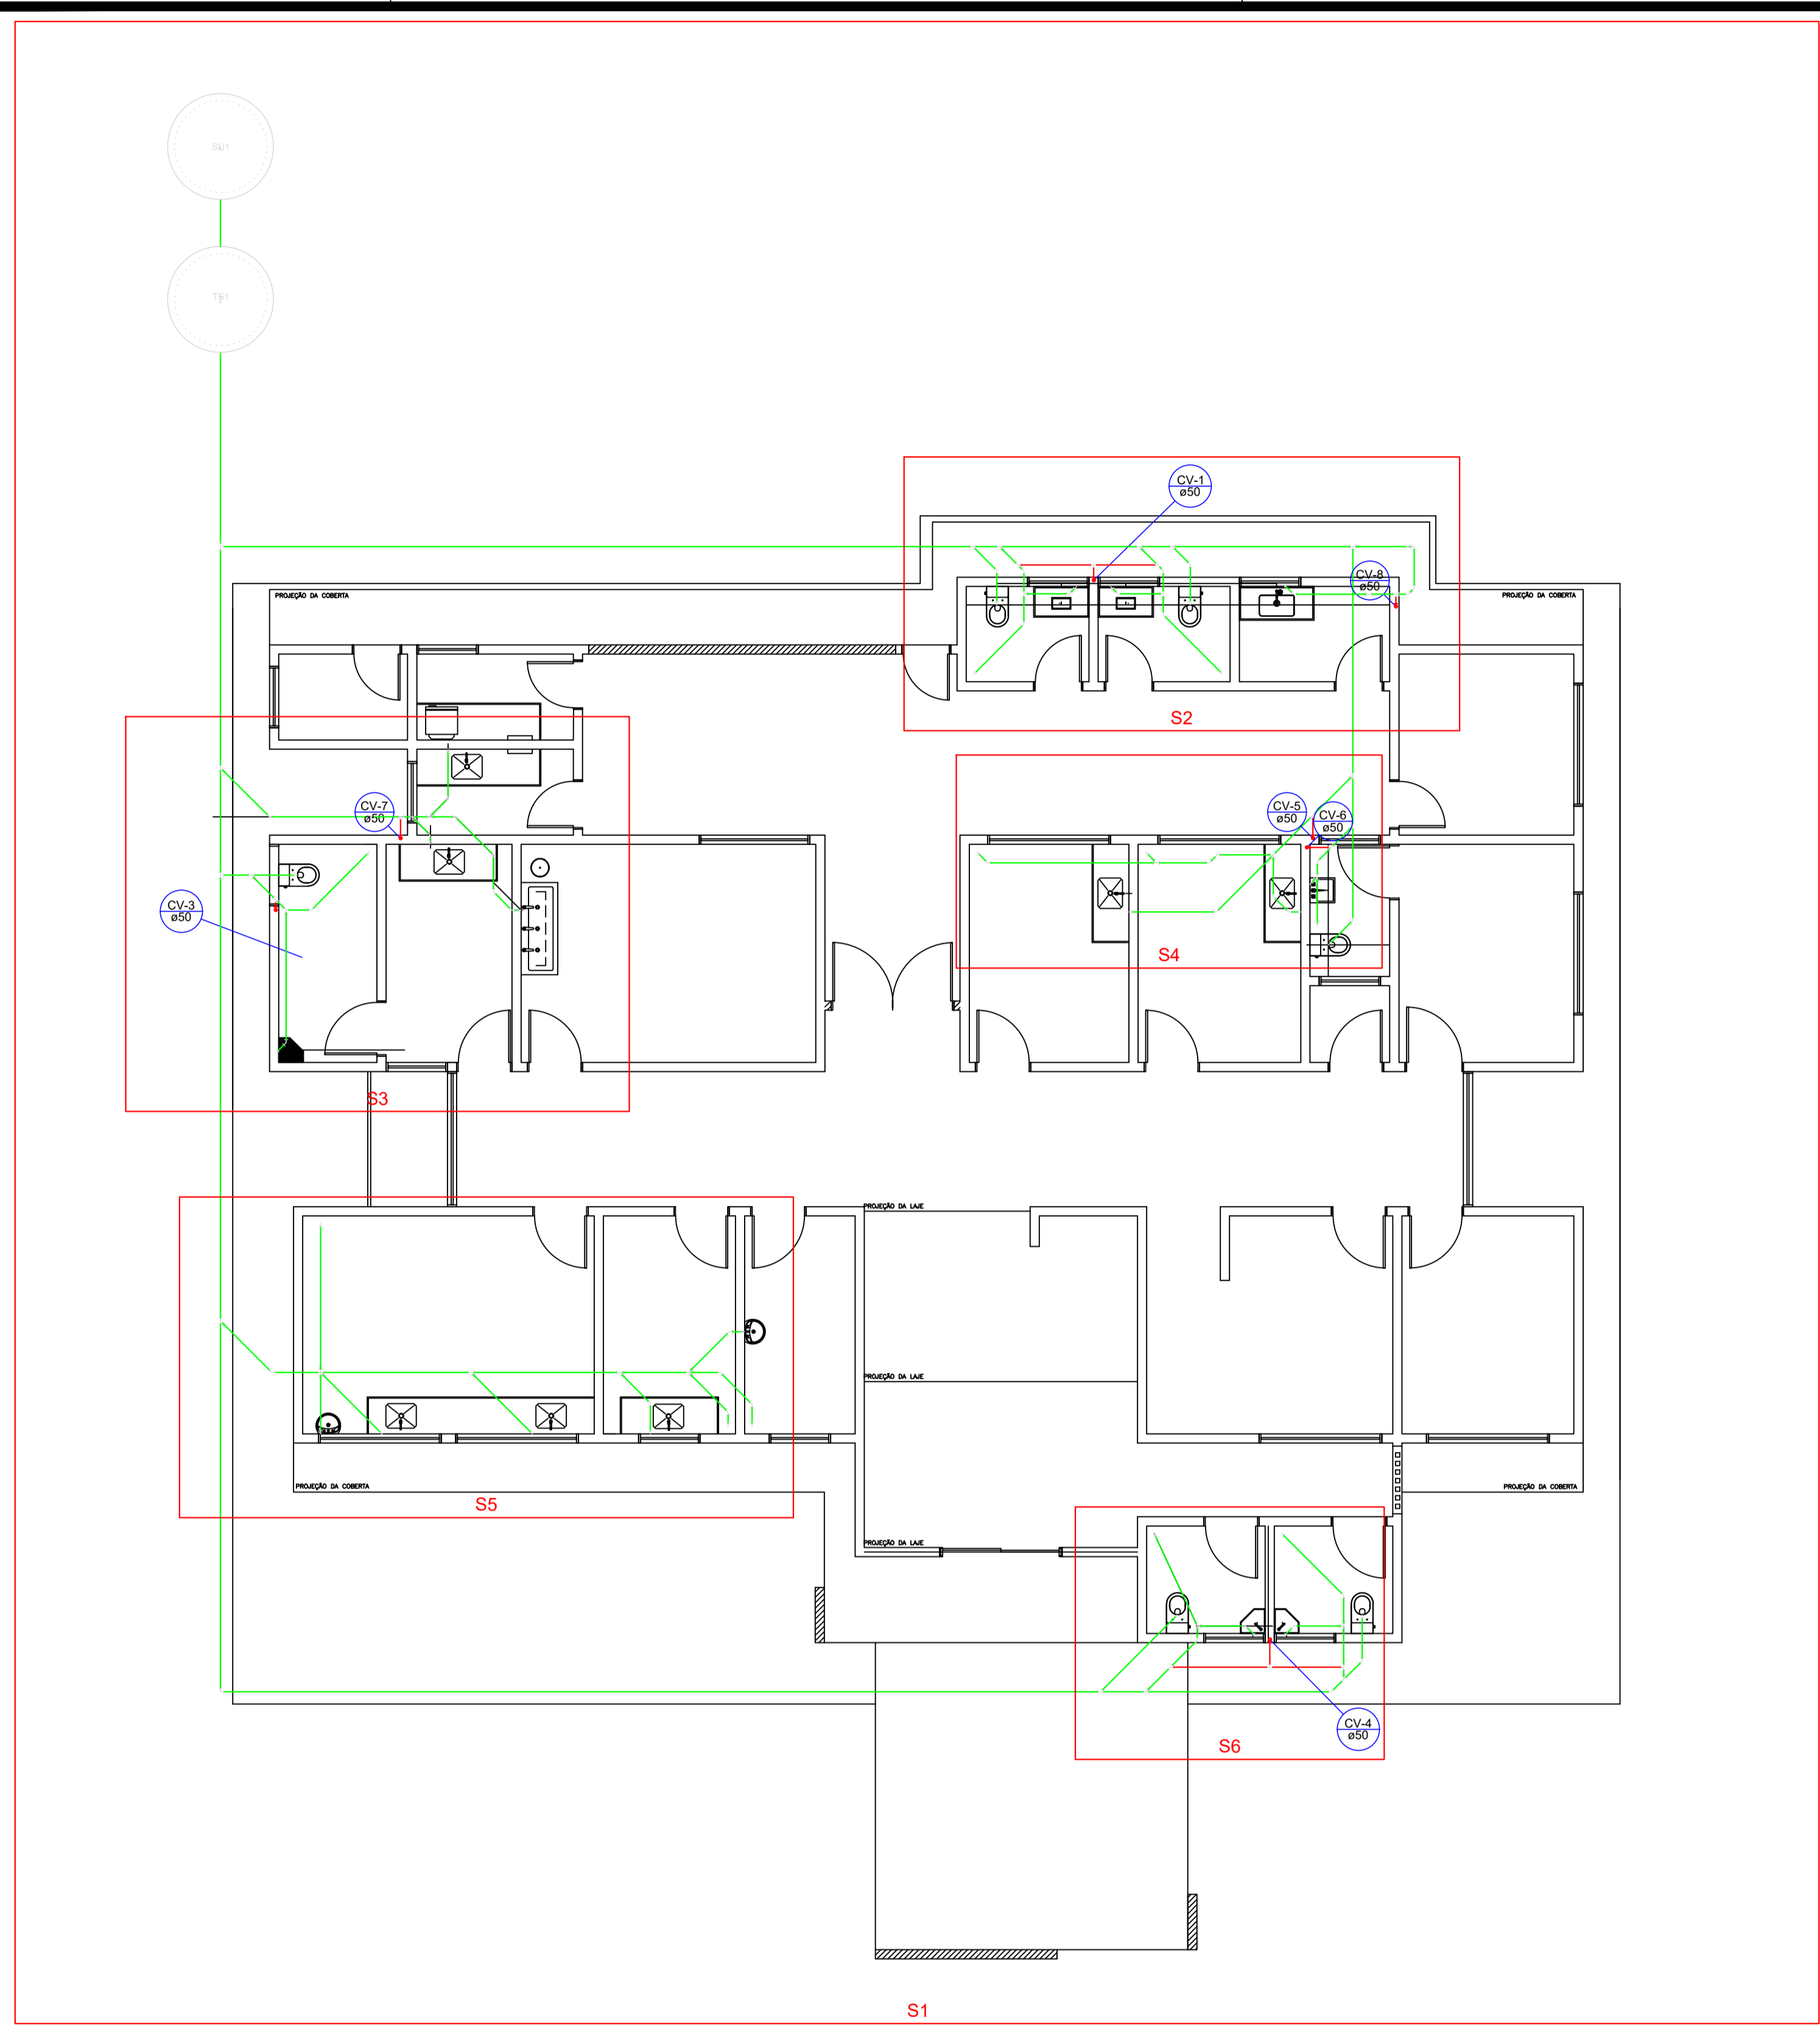 SU1
TS1
CV-1
ø50
CV-8
ø50
PROJEÇÃO DA COBERTA
PROJEÇÃO DA COBERTA
S2
CV-7
ø50
CV-5
ø50
CV-6
ø50
CV-3
ø50
S4
S3
PROJEÇÃO DA LAJE
PROJEÇÃO DA LAJE
PROJEÇÃO DA COBERTA
PROJEÇÃO DA COBERTA
S5
PROJEÇÃO DA LAJE
CV-4
ø50
S6
S1